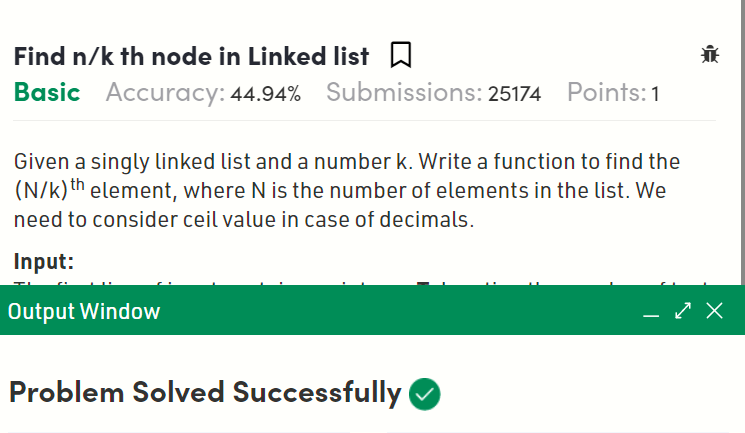 Find n/k th node in Linked list
Basic Accuracy: 44.94% Submissions: 25174 Points: 1
Given a singly linked list and a number k. Write a function to find the
(N/k)th element, where N is the number of elements in the list. We
need to consider ceil value in case of decimals.
Input:
Output Window
Problem Solved Successfully